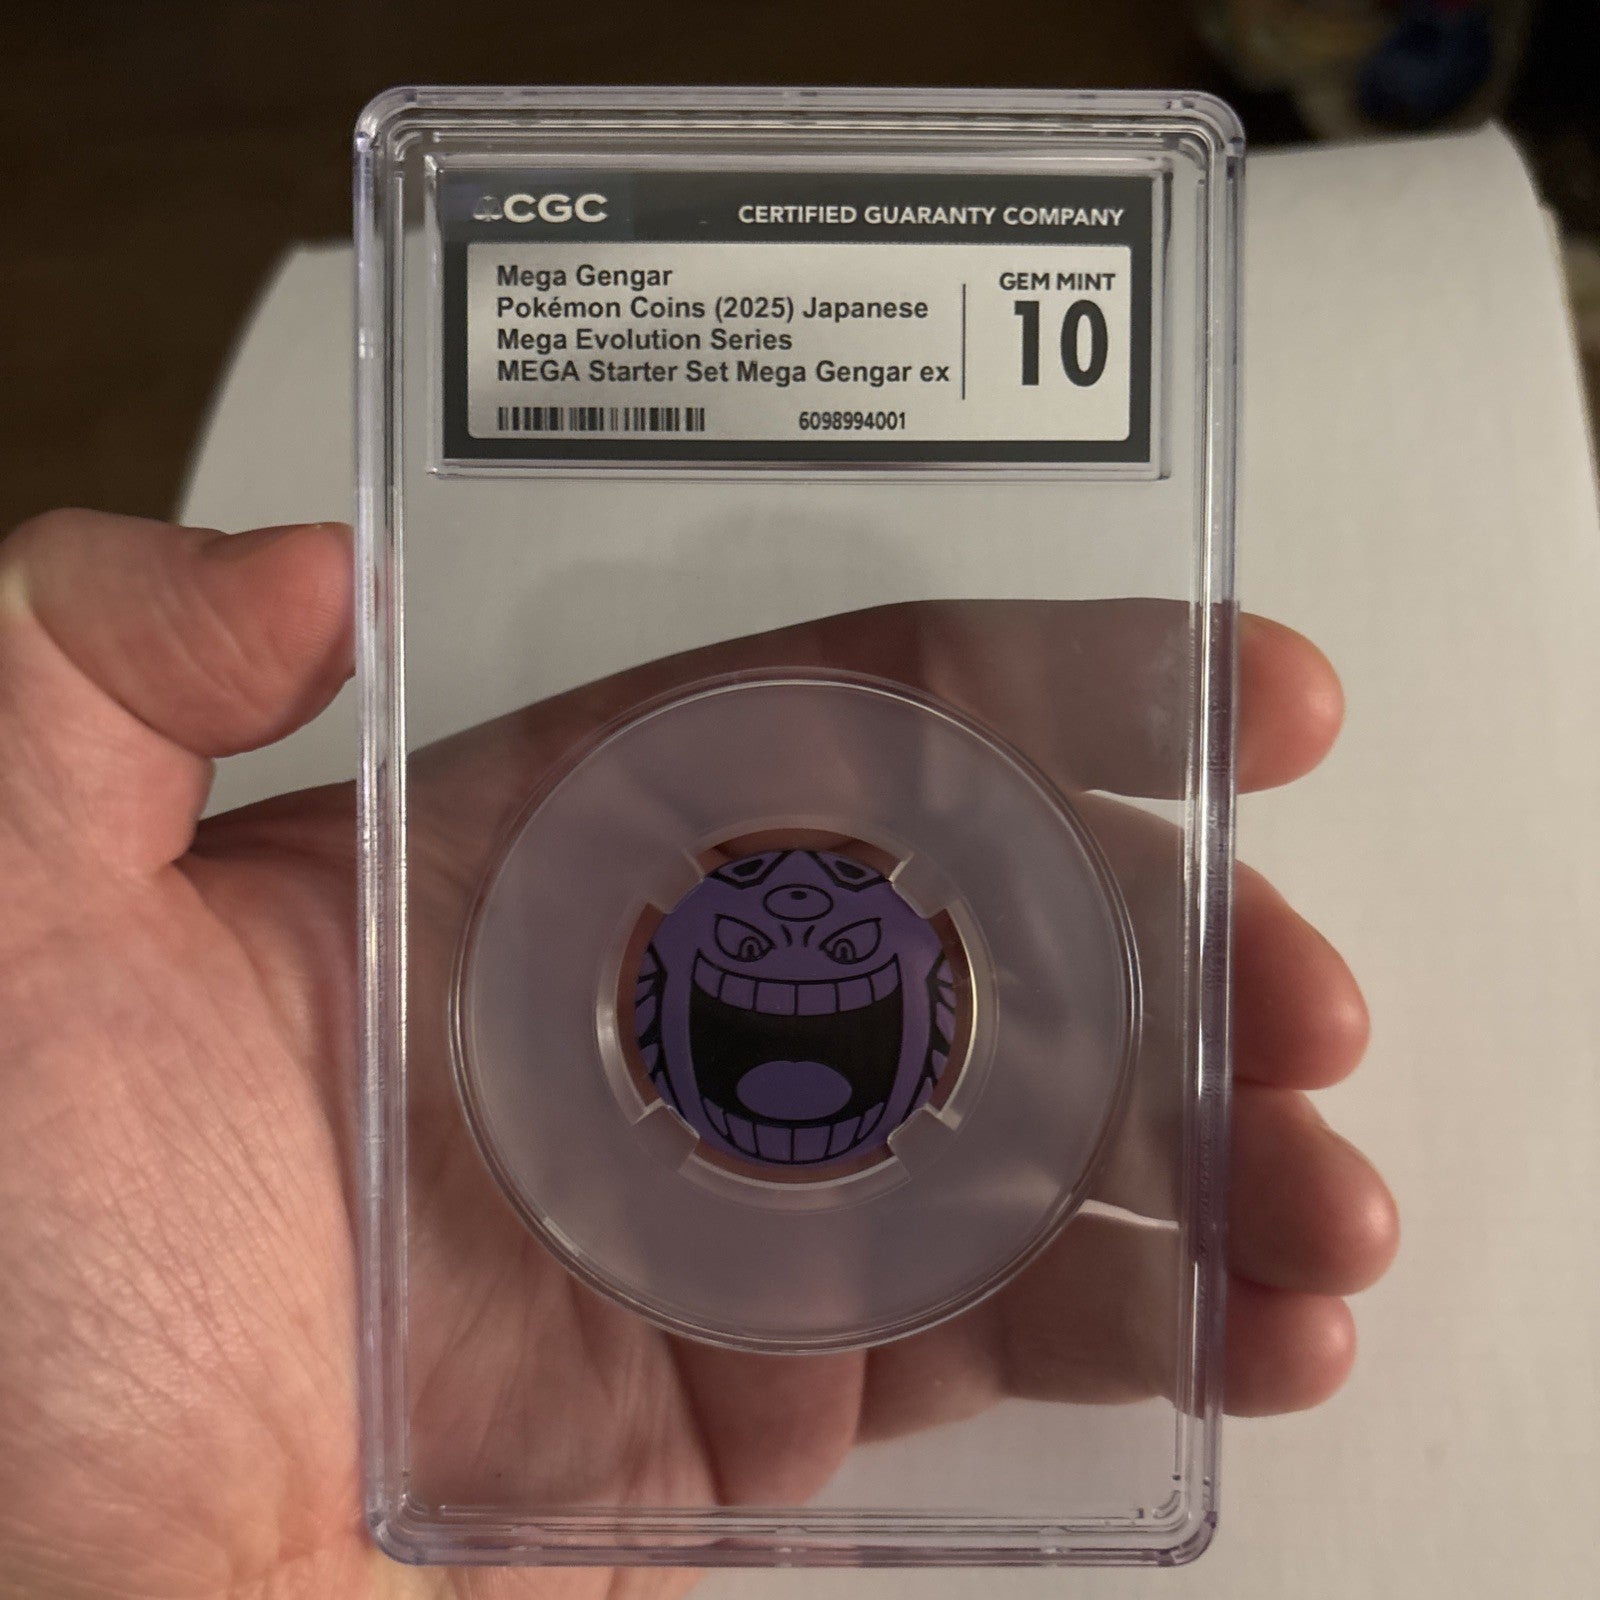 CGC CERTIFIED GUARANTY COMPANY
Mega Gengar
Pokémon Coins (2025) Japanese
Mega Evolution Series
MEGA Starter Set Mega Gengar ex
GEM MINT
10
6098994001